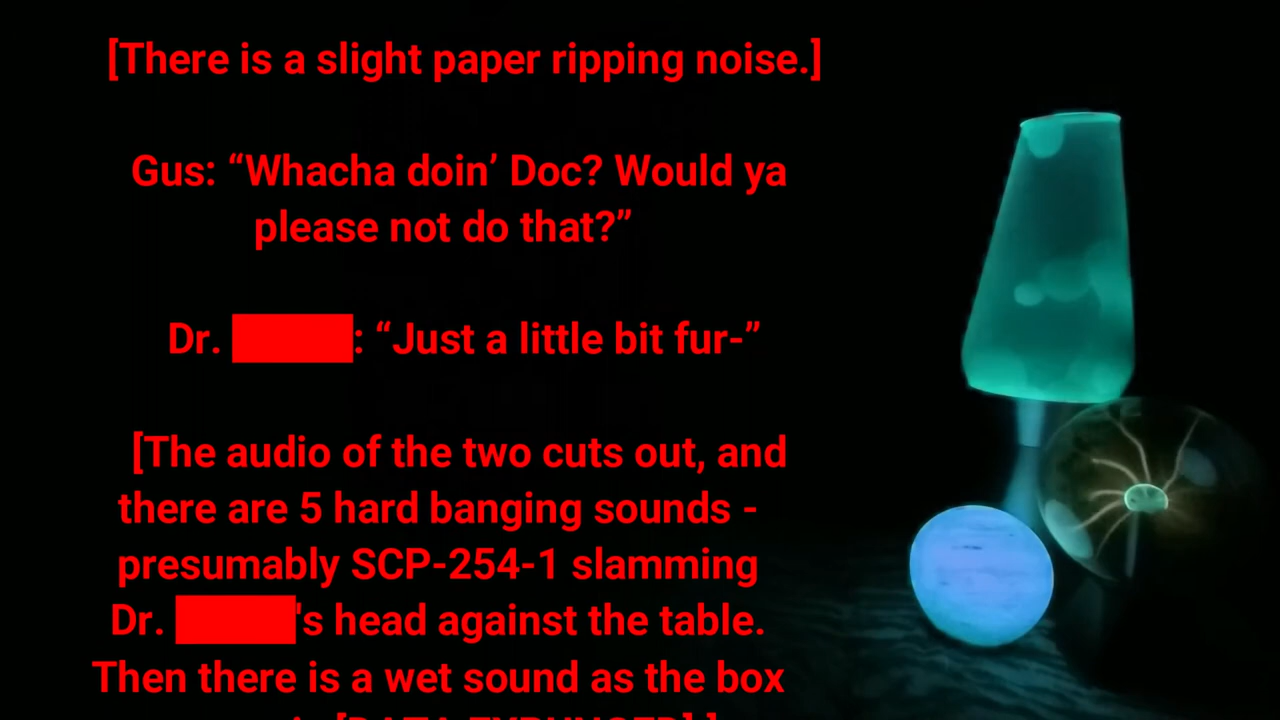 [There is a slight paper ripping noise.]
Gus: “Whacha doin’ Doc? Would ya
please not do that?”
Dr. : “Just a little bit fur-”
[The audio of the two cuts out, and
there are 5 hard banging sounds -
presumably SCP-254-1 slamming
Dr. 's head against the table.
Then there is a wet sound as the box